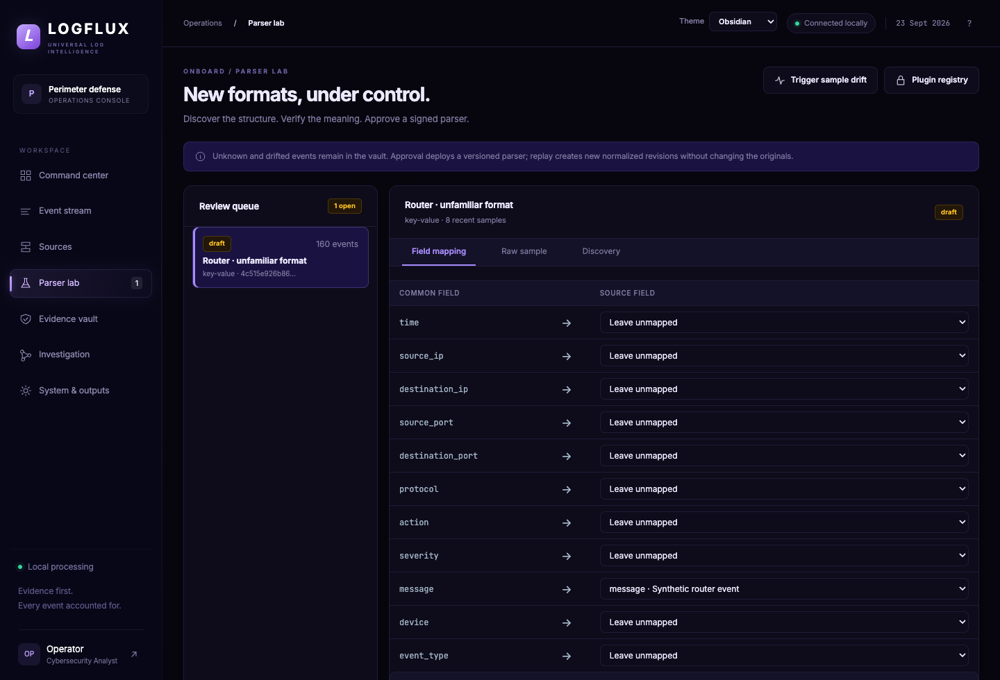 L
LOGFLUX
UNIVERSAL LOG
INTELLIGENCE
P
Perimeter defense
OPERATIONS CONSOLE
WORKSPACE
Command center
Event stream
Sources
Parser lab
1
Evidence vault
Investigation
System & outputs
Local processing
Evidence first.
Every event accounted for.
OP
Operator
Cybersecurity Analyst
Operations / Parser lab
Theme
Obsidian
Connected locally
23 Sept 2026
?
ONBOARD / PARSER LAB
New formats, under control.
Discover the structure. Verify the meaning. Approve a signed parser.
Trigger sample drift
Plugin registry
Unknown and drifted events remain in the vault. Approval deploys a versioned parser; replay creates new normalized revisions without changing the originals.
Review queue
1 open
draft
160 events
Router · unfamiliar format
key-value · 4c515e926b86...
Router · unfamiliar format
key-value · 8 recent samples
draft
Field mapping
Raw sample
Discovery
COMMON FIELD
SOURCE FIELD
time → Leave unmapped
source_ip → Leave unmapped
destination_ip → Leave unmapped
source_port → Leave unmapped
destination_port → Leave unmapped
protocol → Leave unmapped
action → Leave unmapped
severity → Leave unmapped
message → message · Synthetic router event
device → Leave unmapped
event_type → Leave unmapped